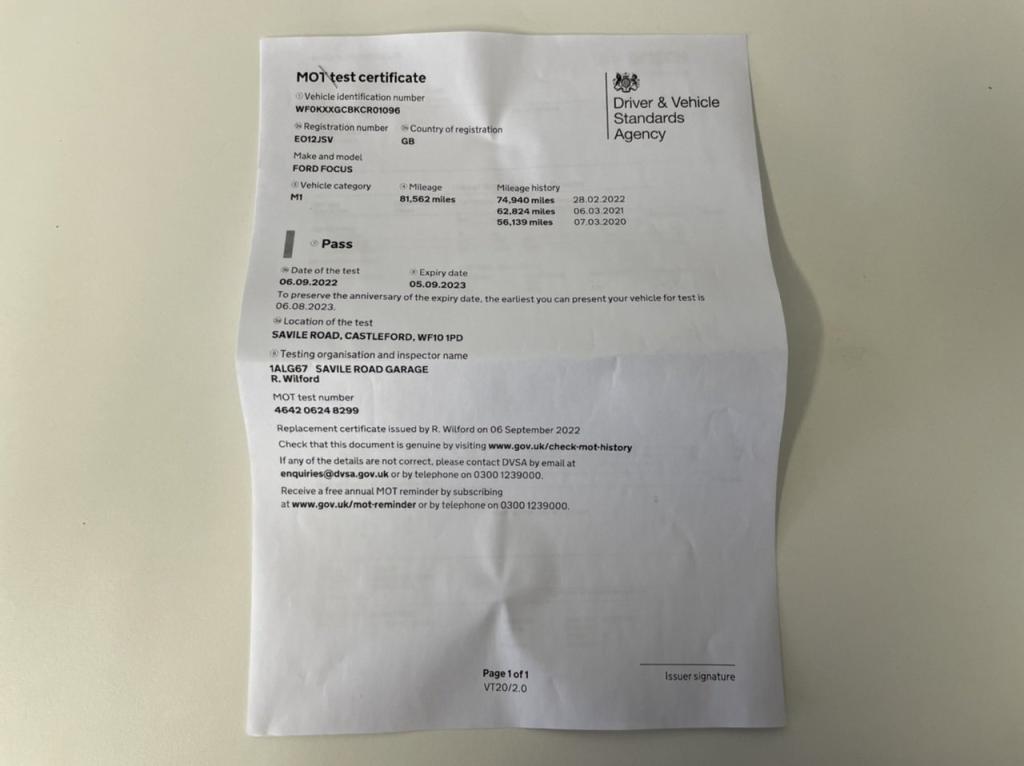 MOT test certificate
Vehicle identification number
WF0KXXGCBKCR01096
Registration number Country of registration
EO12JSV GB
Make and model
FORD FOCUS
Vehicle category Mileage Mileage history
M1 81,562 miles 74,940 miles 28.02.2022
62,824 miles 06.03.2021
56,139 miles 07.03.2020
Pass
Date of the test Expiry date
06.09.2022 05.09.2023
To preserve the anniversary of the expiry date, the earliest you can present your vehicle for test is
06.08.2023.
Location of the test
SAVILE ROAD, CASTLEFORD, WF10 1PD
Testing organisation and inspector name
1ALG67 SAVILE ROAD GARAGE
R. Wilford
MOT test number
4642 0624 8299
Replacement certificate issued by R. Wilford on 06 September 2022
Check that this document is genuine by visiting www.gov.uk/check-mot-history
If any of the details are not correct, please contact DVSA by email at
enquiries@dvsa.gov.uk or by telephone on 0300 1239000.
Receive a free annual MOT reminder by subscribing
at www.gov.uk/mot-reminder or by telephone on 0300 1239000.
Driver & Vehicle
Standards
Agency
Page 1 of 1
VT20/2.0
Issuer signature